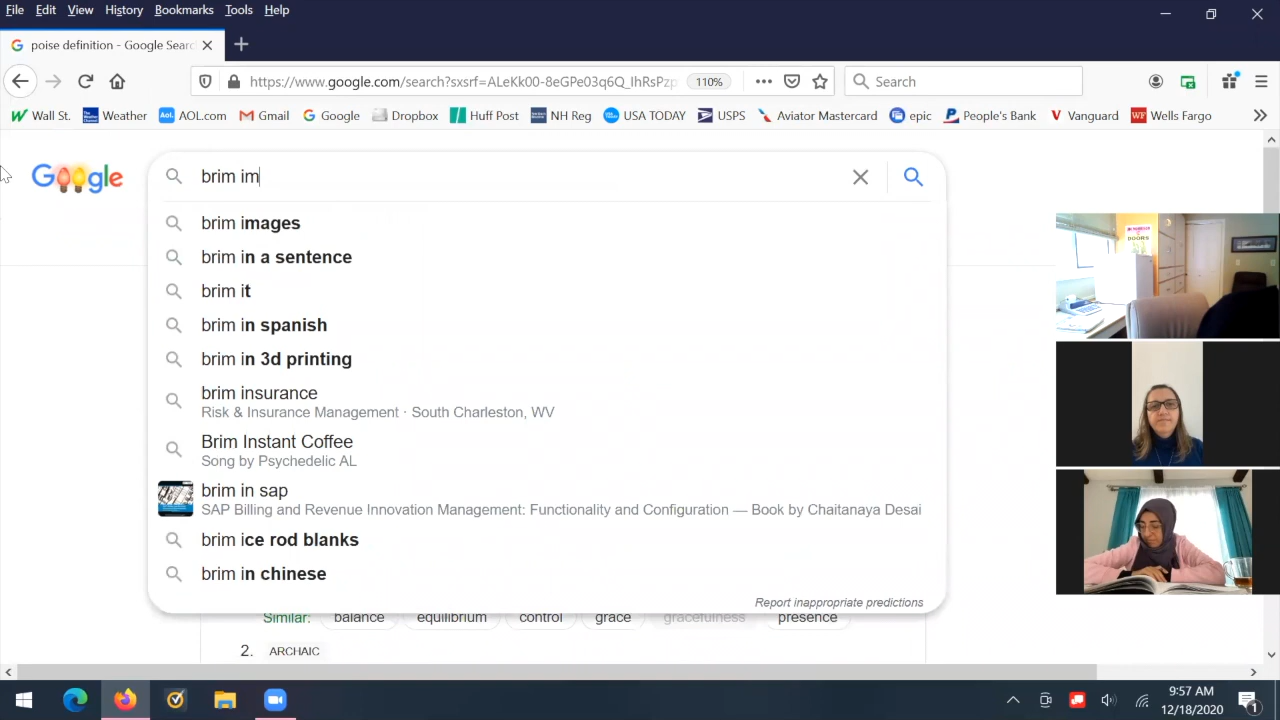 File Edit View History Bookmarks Tools Help
poise definition - Google Searc
https://www.google.com/search?sxsrf=ALeKk00-8eGPe03q6Q_IhRsPzp 110% Search
Wall St. Weather AOL.com Gmail Google Dropbox Huff Post NH Reg USA TODAY USPS Aviator Mastercard epic People's Bank Vanguard Wells Fargo
Google
brim im
brim images
brim in a sentence
brim it
brim in spanish
brim in 3d printing
brim insurance
Risk & Insurance Management · South Charleston, WV
Brim Instant Coffee
Song by Psychedelic AL
brim in sap
SAP Billing and Revenue Innovation Management: Functionality and Configuration — Book by Chaitanaya Desai
brim ice rod blanks
brim in chinese
Report inappropriate predictions
Similar: balance equilibrium control grace gracefulness presence
2. ARCHAIC
DOORS
9:57 AM
12/18/2020
1